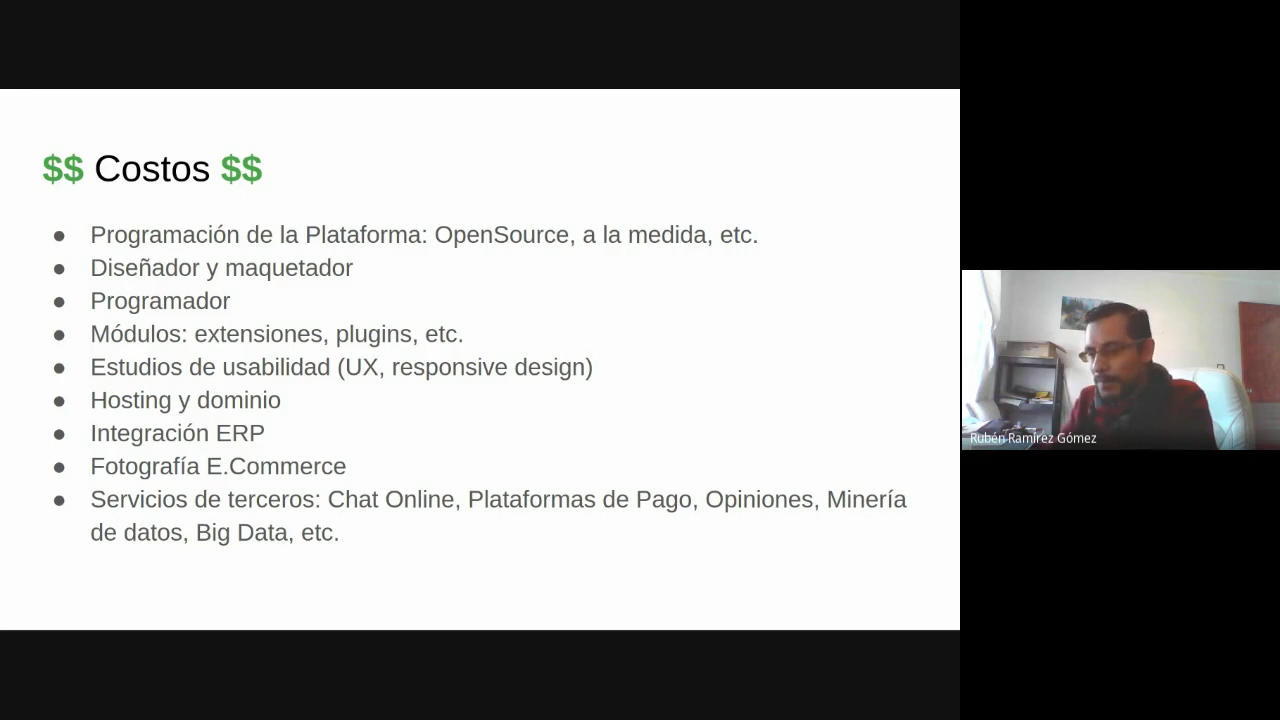 $$ Costos $$
● Programación de la Plataforma: OpenSource, a la medida, etc.
● Diseñador y maquetador
● Programador
● Módulos: extensiones, plugins, etc.
● Estudios de usabilidad (UX, responsive design)
● Hosting y dominio
● Integración ERP
● Fotografía E.Commerce
● Servicios de terceros: Chat Online, Plataformas de Pago, Opiniones, Minería
de datos, Big Data, etc.
Rubén Ramírez Gómez